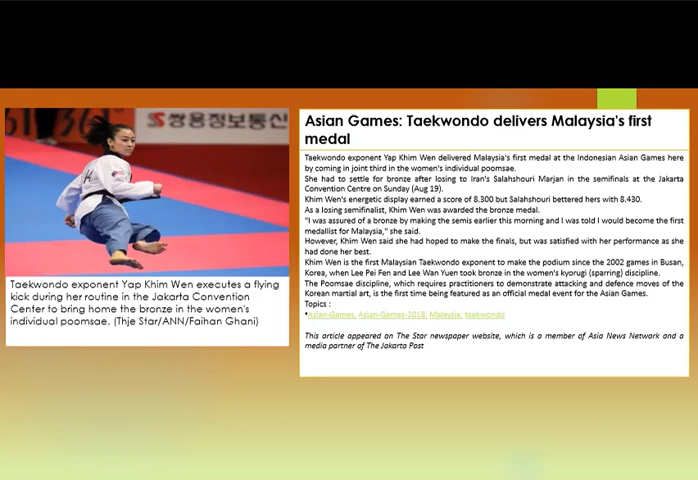 361°
쌍용정보통신
Taekwondo exponent Yap Khim Wen executes a flying
kick during her routine in the Jakarta Convention
Center to bring home the bronze in the women's
individual poomsae. (Thje Star/ANN/Faihan Ghani)
Asian Games: Taekwondo delivers Malaysia's first
medal
Taekwondo exponent Yap Khim Wen delivered Malaysia's first medal at the Indonesian Asian Games here
by coming in joint third in the women's individual poomsae.
She had to settle for bronze after losing to Iran's Salahshouri Marjan in the semifinals at the Jakarta
Convention Centre on Sunday (Aug 19).
Khim Wen's energetic display earned a score of 8.300 but Salahshouri bettered hers with 8.430.
As a losing semifinalist, Khim Wen was awarded the bronze medal.
"I was assured of a bronze by making the semis earlier this morning and I was told I would become the first
medallist for Malaysia," she said.
However, Khim Wen said she had hoped to make the finals, but was satisfied with her performance as she
had done her best.
Khim Wen is the first Malaysian Taekwondo exponent to make the podium since the 2002 games in Busan,
Korea, when Lee Pei Fen and Lee Wan Yuen took bronze in the women's kyorugi (sparring) discipline.
The Poomsae discipline, which requires practitioners to demonstrate attacking and defence moves of the
Korean martial art, is the first time being featured as an official medal event for the Asian Games.
Topics :
*Asian-Games, Asian-Games-2018, Malaysia, taekwondo
This article appeared on The Star newspaper website, which is a member of Asia News Network and a
media partner of The Jakarta Post